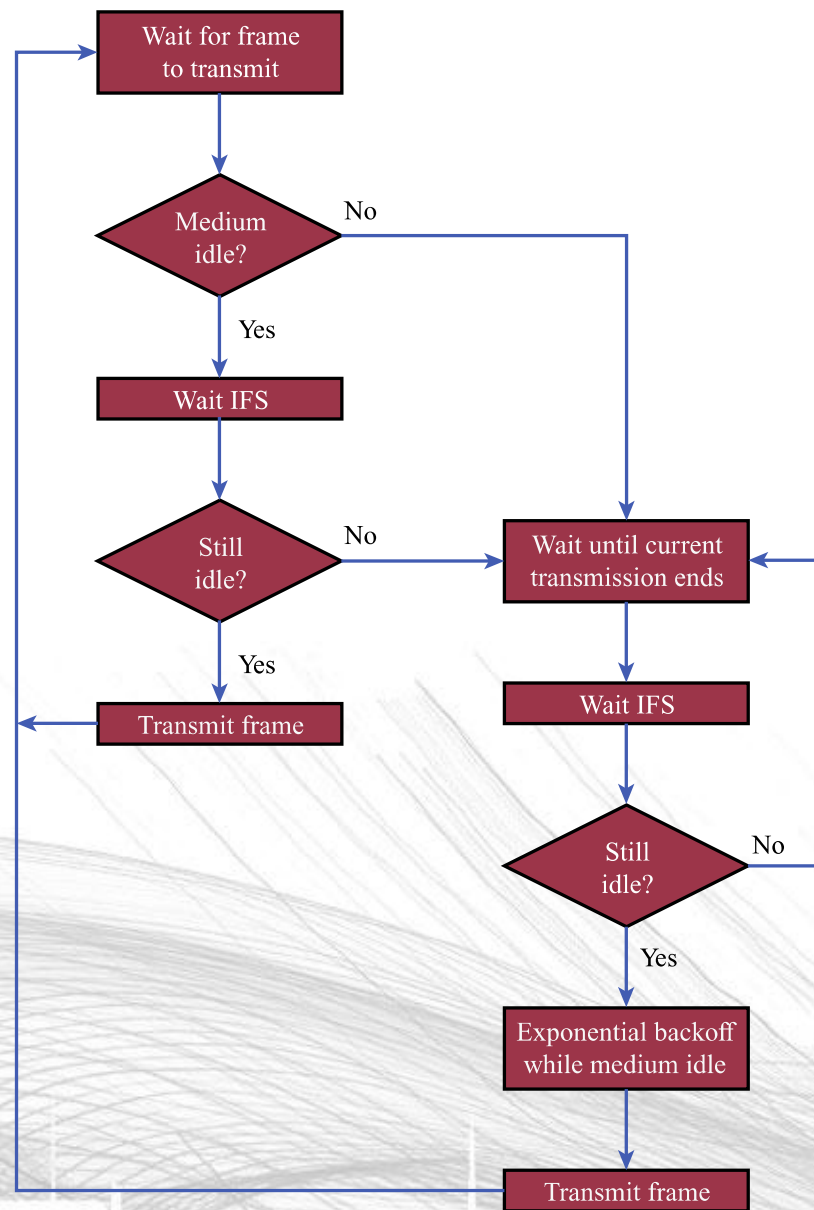 Wait for frame
to transmit
Medium
idle?
No
Yes
Wait IFS
Still
idle?
No
Wait until current
transmission ends
Yes
Transmit frame
Wait IFS
Still
idle?
No
Yes
Exponential backoff
while medium idle
Transmit frame